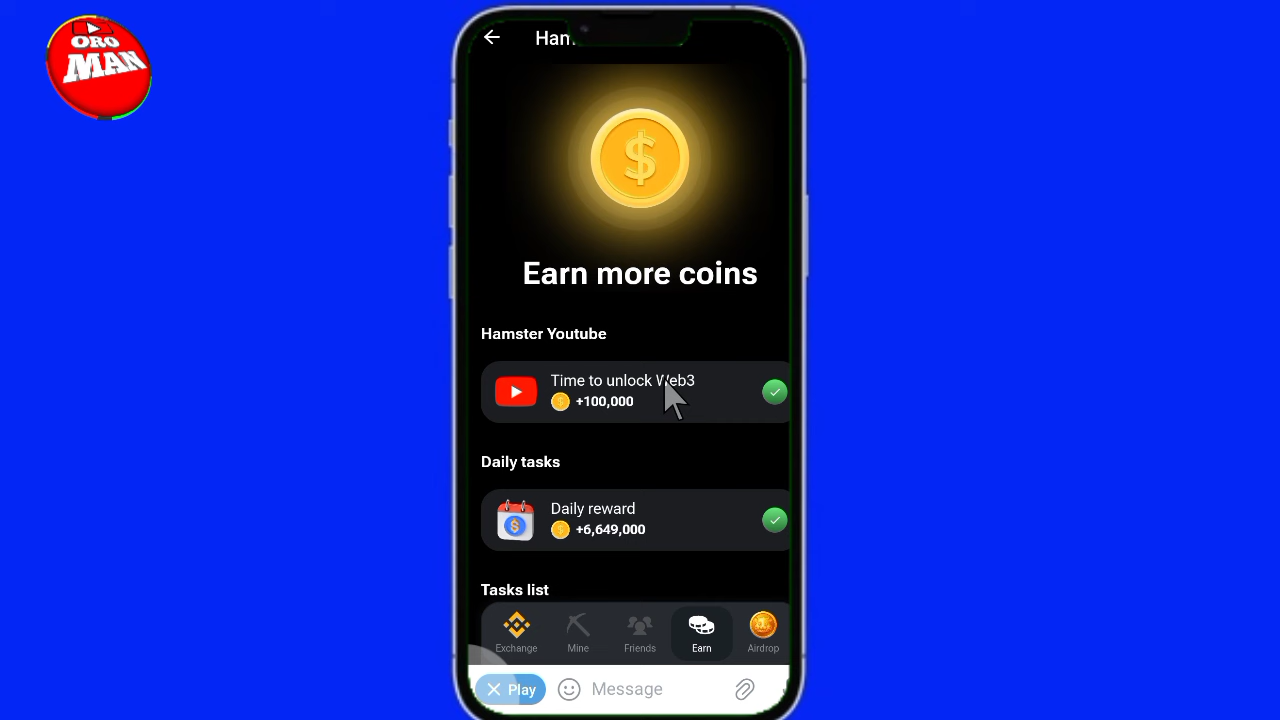 ORO
MAN
Ham
Earn more coins
Hamster Youtube
Time to unlock Web3
+100,000
Daily tasks
Daily reward
+6,649,000
Tasks list
Exchange
Mine
Friends
Earn
Airdrop
Play
Message